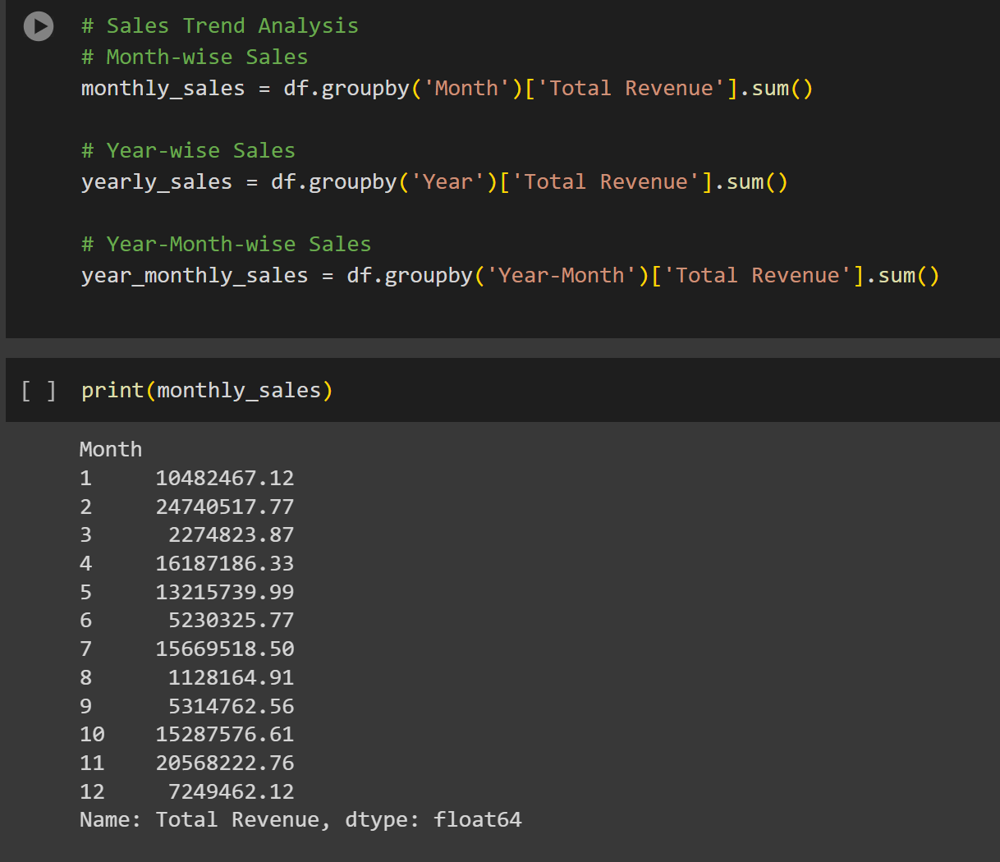 # Sales Trend Analysis
# Month-wise Sales
monthly_sales = df.groupby('Month')['Total Revenue'].sum()
# Year-wise Sales
yearly_sales = df.groupby('Year')['Total Revenue'].sum()
# Year-Month-wise Sales
year_monthly_sales = df.groupby('Year-Month')['Total Revenue'].sum()
[ ] print(monthly_sales)
Month
1     10482467.12
2     24740517.77
3      2274823.87
4     16187186.33
5     13215739.99
6      5230325.77
7     15669518.50
8      1128164.91
9      5314762.56
10    15287576.61
11    20568222.76
12     7249462.12
Name: Total Revenue, dtype: float64